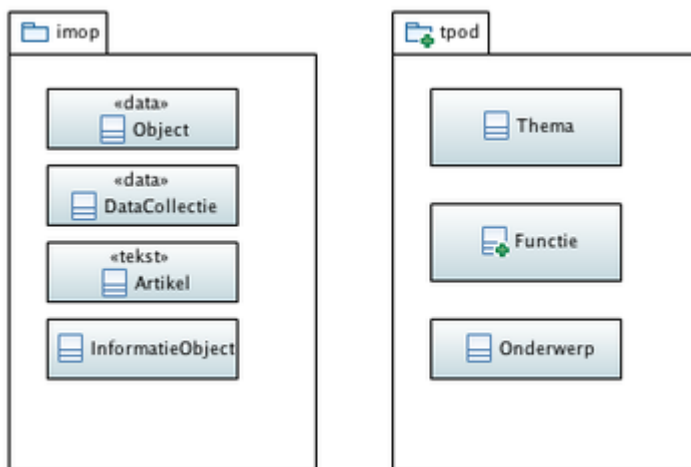 imop
«data»
Object
«data»
DataCollectie
«tekst»
Artikel
InformatieObject
tpod
Thema
Functie
Onderwerp